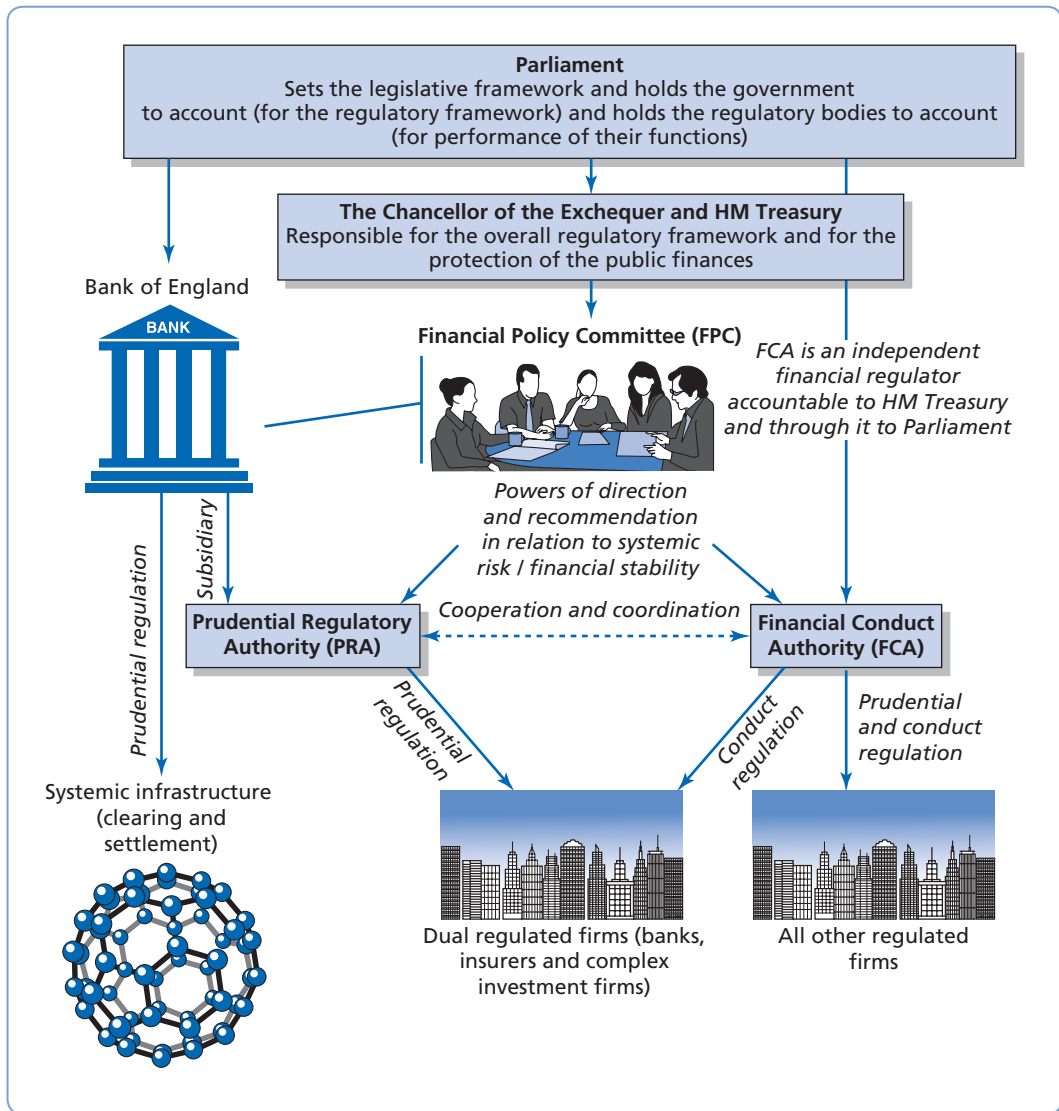 Parliament
Sets the legislative framework and holds the government
to account (for the regulatory framework) and holds the regulatory bodies to account
(for performance of their functions)
The Chancellor of the Exchequer and HM Treasury
Responsible for the overall regulatory framework and for the
protection of the public finances
Bank of England
BANK
Financial Policy Committee (FPC)
FCA is an independent
financial regulator
accountable to HM Treasury
and through it to Parliament
Powers of direction
and recommendation
in relation to systemic
risk / financial stability
Prudential regulation
Subsidiary
Prudential Regulatory
Authority (PRA)
Cooperation and coordination
Financial Conduct
Authority (FCA)
Prudential
regulation
Conduct
regulation
Prudential
and conduct
regulation
Systemic infrastructure
(clearing and
settlement)
Dual regulated firms (banks,
insurers and complex
investment firms)
All other regulated
firms